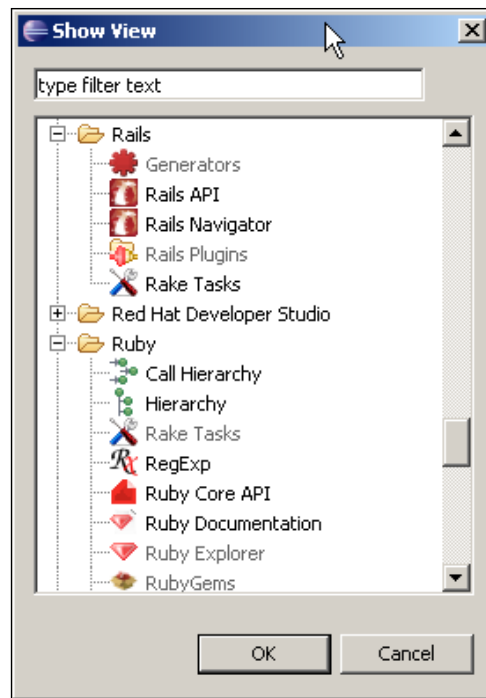 Show View
type filter text
Rails
Generators
Rails API
Rails Navigator
Rails Plugins
Rake Tasks
Red Hat Developer Studio
Ruby
Call Hierarchy
Hierarchy
Rake Tasks
RegExp
Ruby Core API
Ruby Documentation
Ruby Explorer
RubyGems
OK Cancel